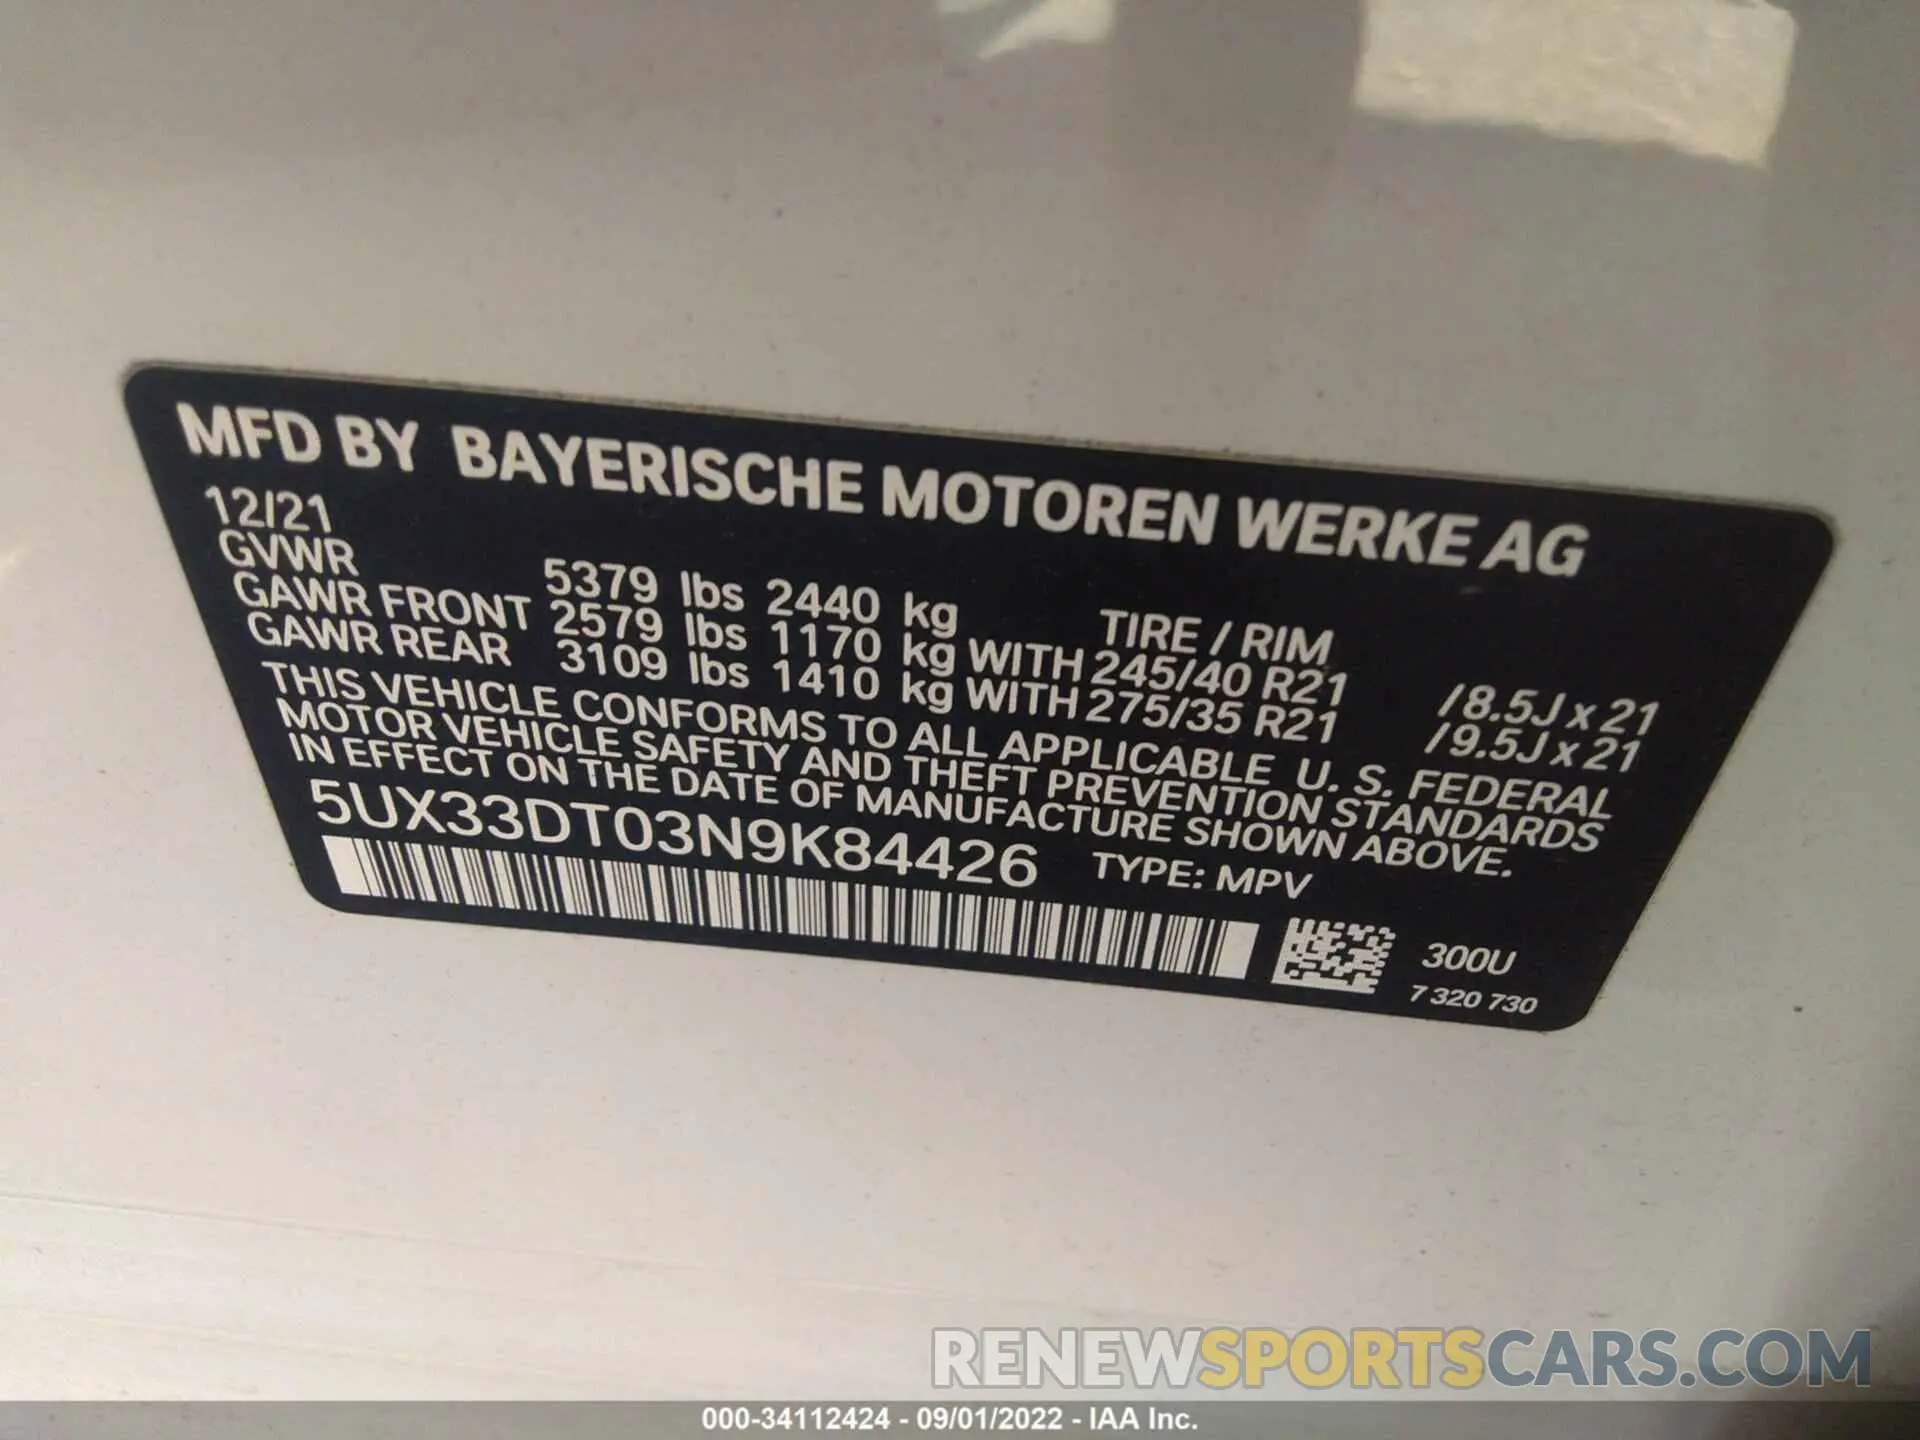 MFD BY BAYERISCHE MOTOREN WERKE AG
12/21
GVWR 5379 lbs 2440 kg TIRE / RIM
GAWR FRONT 2579 lbs 1170 kg WITH 245/40 R21 /8.5J x 21
GAWR REAR 3109 lbs 1410 kg WITH 275/35 R21 /9.5J x 21
THIS VEHICLE CONFORMS TO ALL APPLICABLE U. S. FEDERAL
MOTOR VEHICLE SAFETY AND THEFT PREVENTION STANDARDS
IN EFFECT ON THE DATE OF MANUFACTURE SHOWN ABOVE.
5UX33DT03N9K84426 TYPE: MPV
300U
7 320 730
RENEWSPORTSCARS.COM
000-34112424 - 09/01/2022 - IAA Inc.